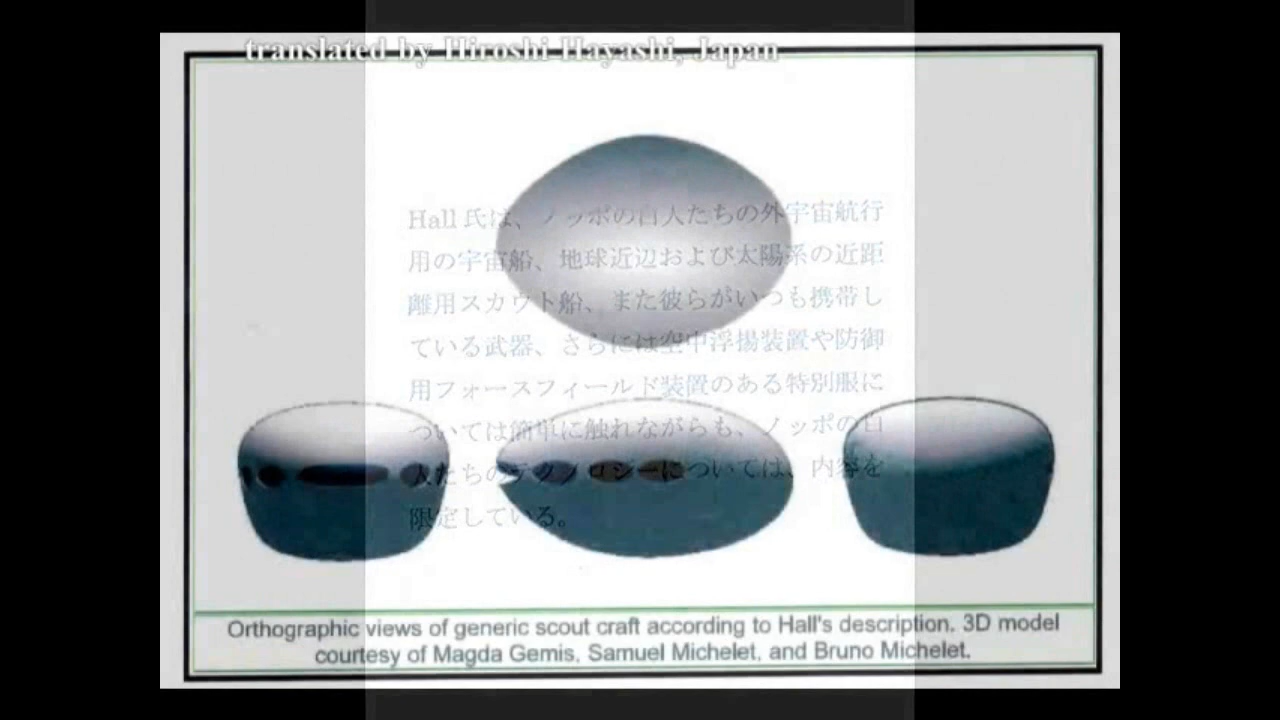 translated by Hiroshi Hayashi, Japan
Hall氏は、ノッポの白人たちの外宇宙航行
用の宇宙船、地球近辺および太陽系の近距
離用スカウト船、また彼らがいつも携帯し
ている武器、さらには空中浮揚装置や防御
用フォースフィールド装置のある特別服に
ついては簡単に触れながらも、ノッポの白
人たちのテクノロジーについては、内容を
限定している。
Orthographic views of generic scout craft according to Hall's description. 3D model
courtesy of Magda Gemis, Samuel Michelet, and Bruno Michelet.